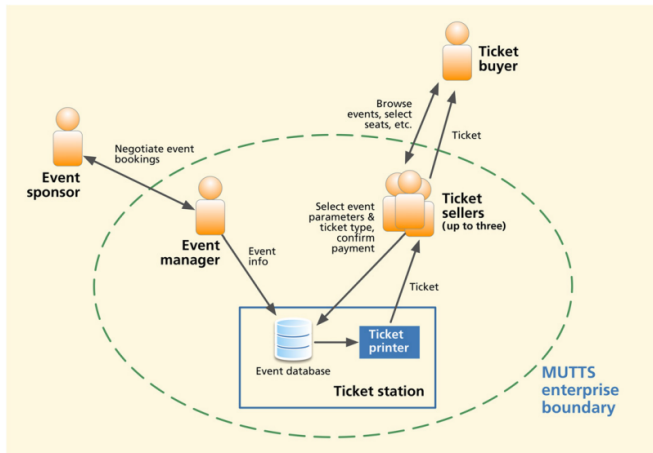 Ticket
buyer
Browse
events, select
seats, etc.
Ticket
Negotiate event
bookings
Event
sponsor
Select event
parameters &
ticket type,
confirm
payment
Ticket
sellers
(up to three)
Event
manager
Event
info
Ticket
Ticket
printer
Event database
Ticket station
MUTTS
enterprise
boundary